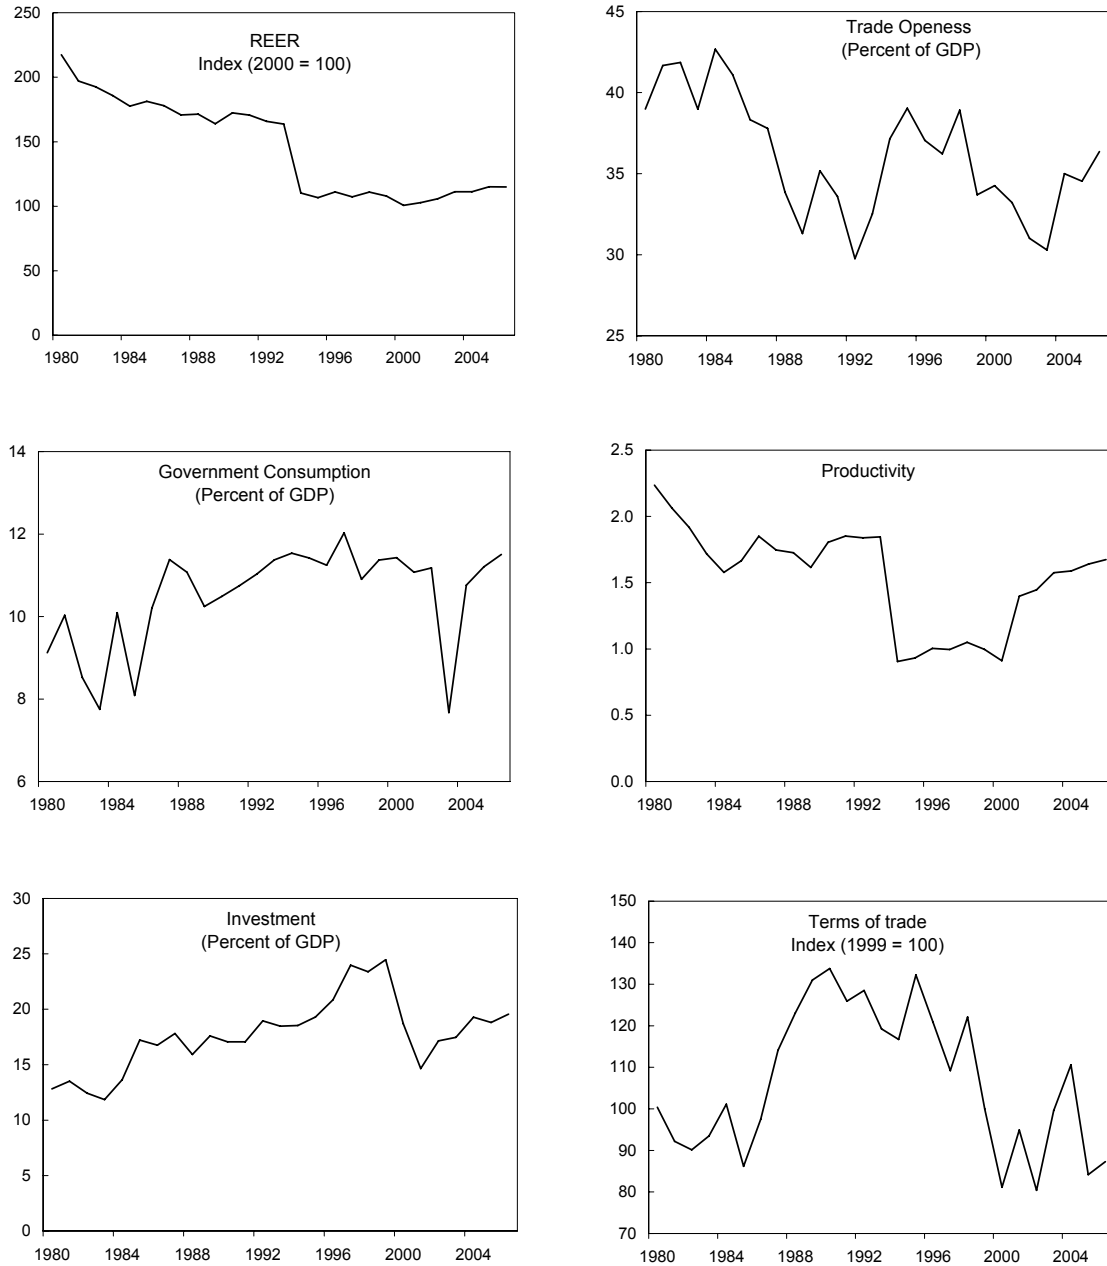 REER
Index (2000 = 100)
250
200
150
100
50
0
1980 1984 1988 1992 1996 2000 2004
Trade Openess
(Percent of GDP)
45
40
35
30
25
1980 1984 1988 1992 1996 2000 2004
Government Consumption
(Percent of GDP)
14
12
10
8
6
1980 1984 1988 1992 1996 2000 2004
Productivity
2.5
2.0
1.5
1.0
0.5
0.0
1980 1984 1988 1992 1996 2000 2004
Investment
(Percent of GDP)
30
25
20
15
10
5
0
1980 1984 1988 1992 1996 2000 2004
Terms of trade
Index (1999 = 100)
150
140
130
120
110
100
90
80
70
1980 1984 1988 1992 1996 2000 2004